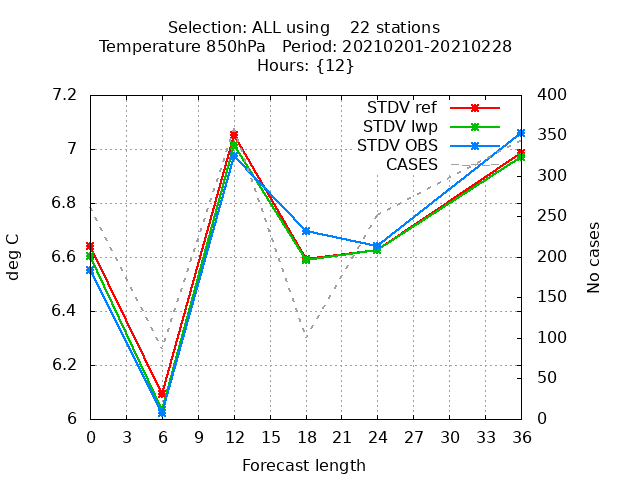 Selection: ALL using    22 stations
Temperature 850hPa   Period: 20210201-20210228
Hours: {12}
7.2
7
6.8
6.6
6.4
6.2
6
deg C
STDV ref
STDV lwp
STDV OBS
CASES
400
350
300
250
200
150
100
50
0
No cases
0 3 6 9 12 15 18 21 24 27 30 33 36
Forecast length